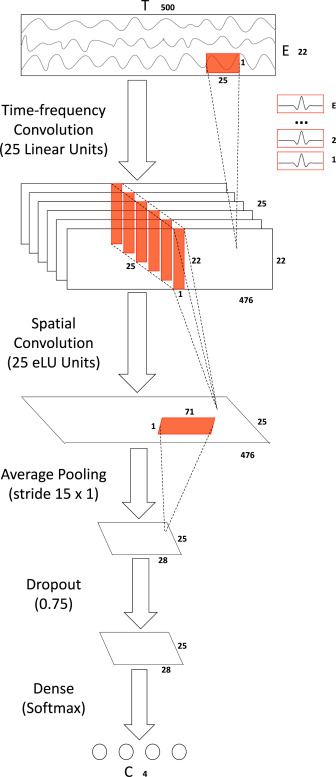 T 500
E 22
1
25
E
...
2
1
Time-frequency
Convolution
(25 Linear Units)
25
25
22
22
1
476
Spatial
Convolution
(25 eLU Units)
71
1
25
476
Average Pooling
(stride 15 x 1)
25
28
Dropout
(0.75)
25
28
Dense
(Softmax)
C 4